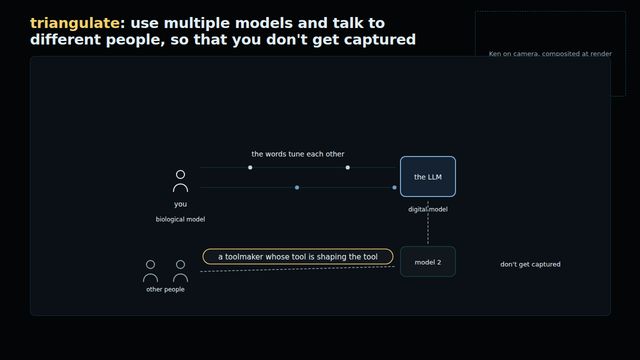 triangulate: use multiple models and talk to
different people, so that you don't get captured
Ken on camera, composited at render
the words tune each other
the LLM
you
biological model
digital model
a toolmaker whose tool is shaping the tool
model 2
don't get captured
other people